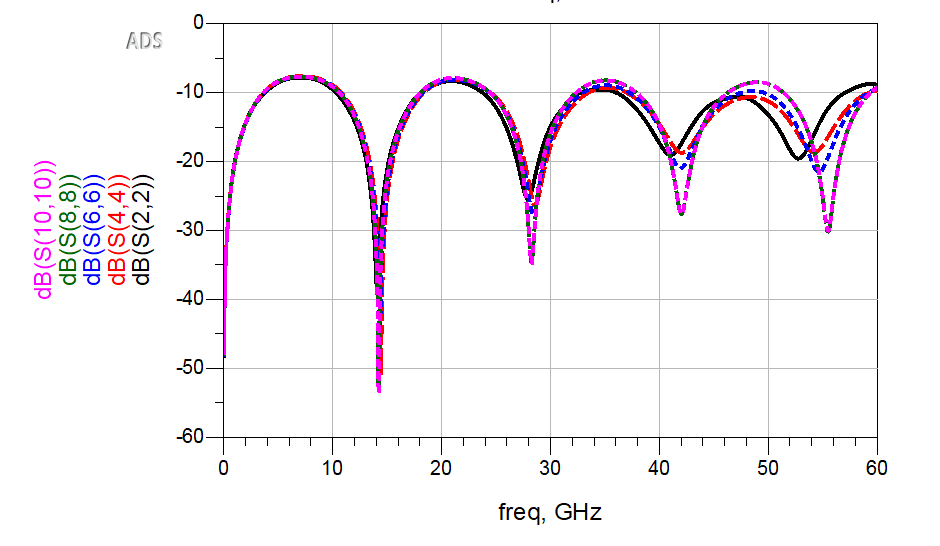 ADS
0
-10
-20
-30
-40
-50
-60
0 10 20 30 40 50 60
freq, GHz
dB(S(10,10))
dB(S(8,8))
dB(S(6,6))
dB(S(4,4))
dB(S(2,2))